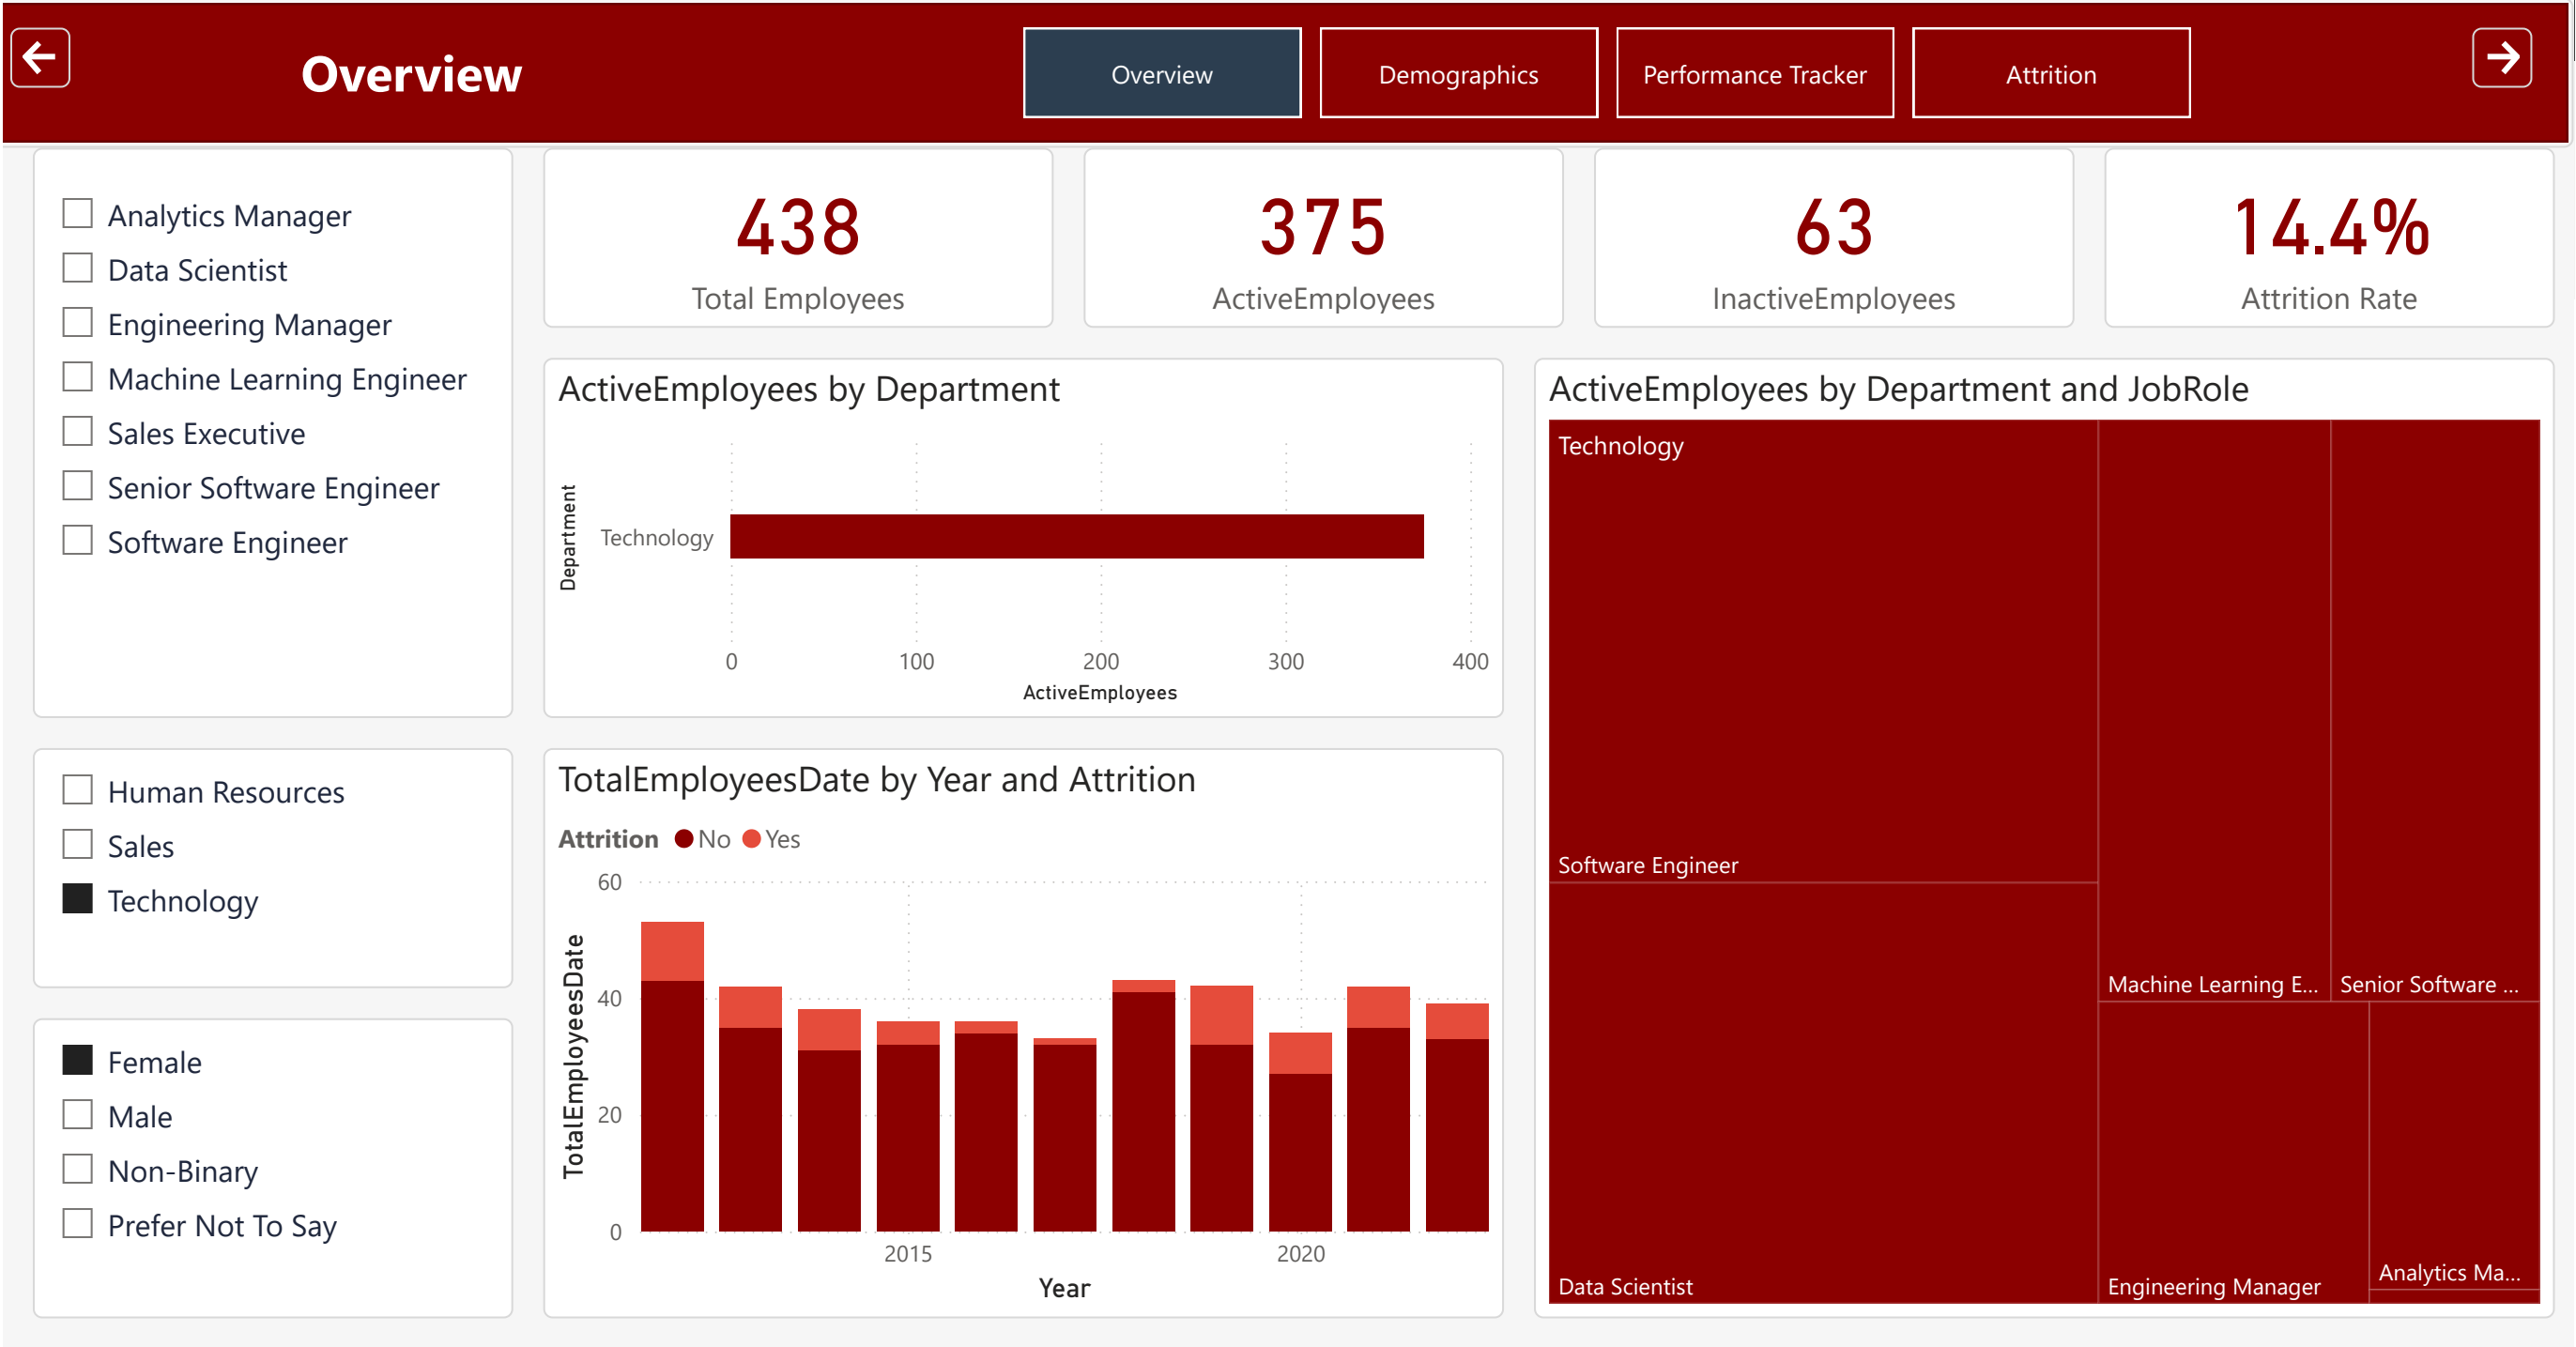 Overview
Overview
Demographics
Performance Tracker
Attrition
Analytics Manager
Data Scientist
Engineering Manager
Machine Learning Engineer
Sales Executive
Senior Software Engineer
Software Engineer
438
Total Employees
375
ActiveEmployees
63
InactiveEmployees
14.4%
Attrition Rate
ActiveEmployees by Department
Department
Technology
0 100 200 300 400
ActiveEmployees
ActiveEmployees by Department and JobRole
Technology
Software Engineer
Data Scientist
Machine Learning E...
Senior Software ...
Engineering Manager
Analytics Ma...
Human Resources
Sales
Technology
Female
Male
Non-Binary
Prefer Not To Say
TotalEmployeesDate by Year and Attrition
Attrition No Yes
TotalEmployeesDate
60
40
20
0
2015 2020
Year